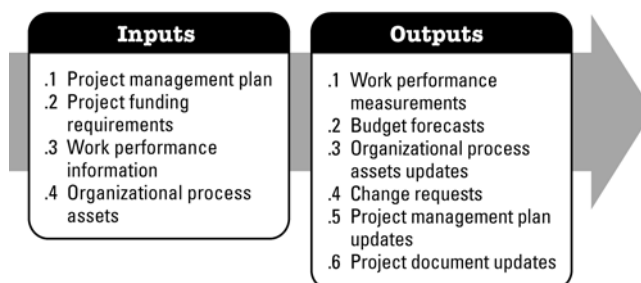 Inputs
.1 Project management plan
.2 Project funding
requirements
.3 Work performance
information
.4 Organizational process
assets
Outputs
.1 Work performance
measurements
.2 Budget forecasts
.3 Organizational process
assets updates
.4 Change requests
.5 Project management plan
updates
.6 Project document updates